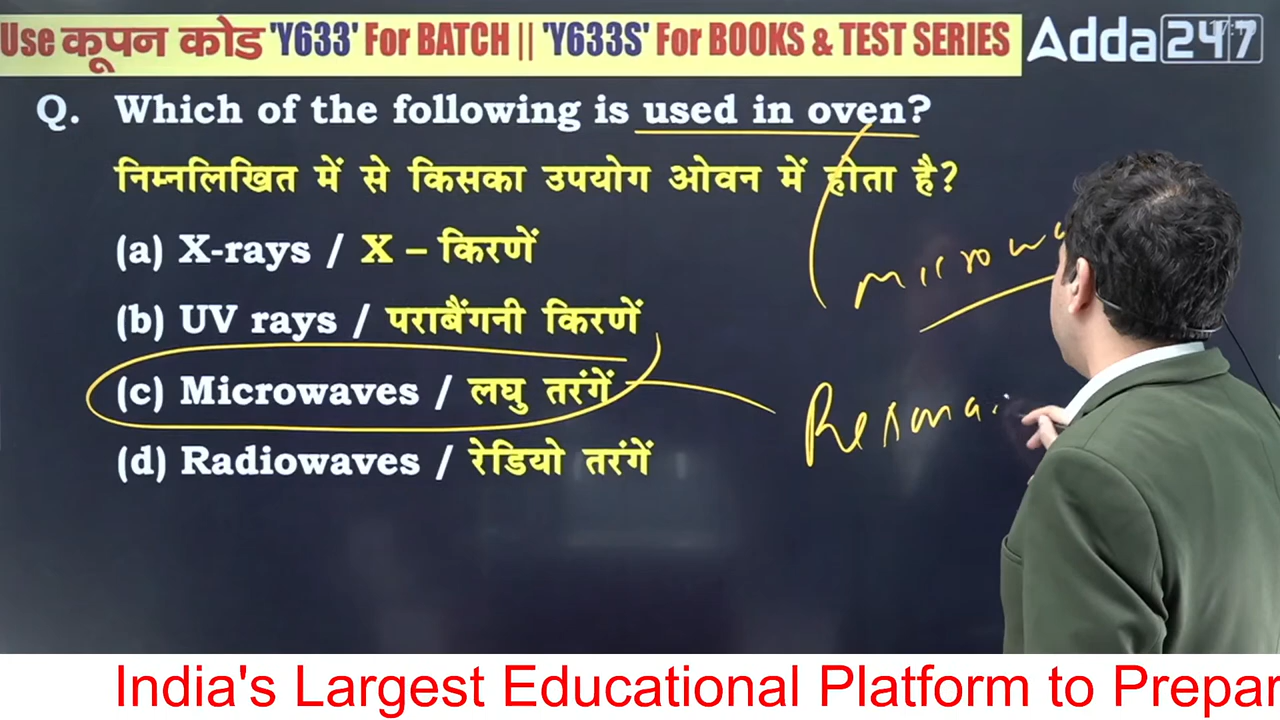 Use कूपन कोड 'Y633' For BATCH || 'Y633S' For BOOKS & TEST SERIES
Adda247
Q. Which of the following is used in oven?
निम्नलिखित में से किसका उपयोग ओवन में होता है?
(a) X-rays / X – किरणें
(b) UV rays / पराबैंगनी किरणें
(c) Microwaves / लघु तरंगें
(d) Radiowaves / रेडियो तरंगें
India's Largest Educational Platform to Prepar